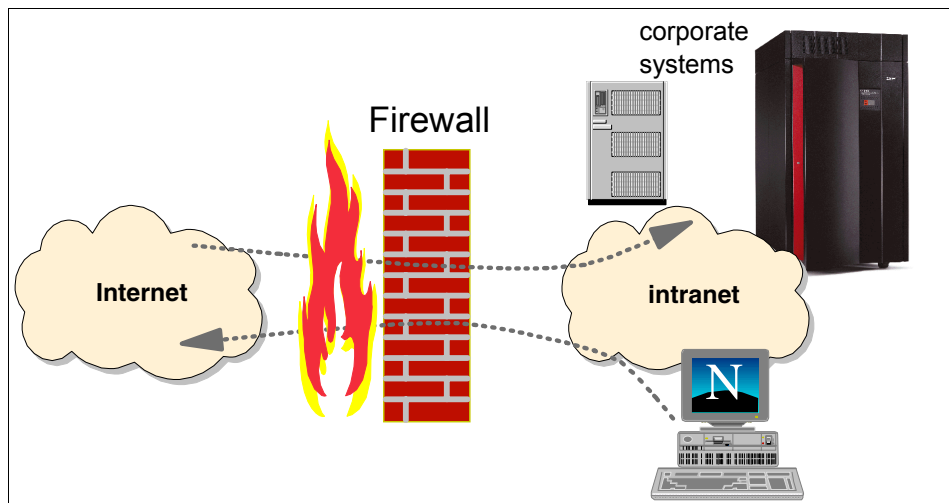 corporate
systems
Firewall
Internet
intranet
N